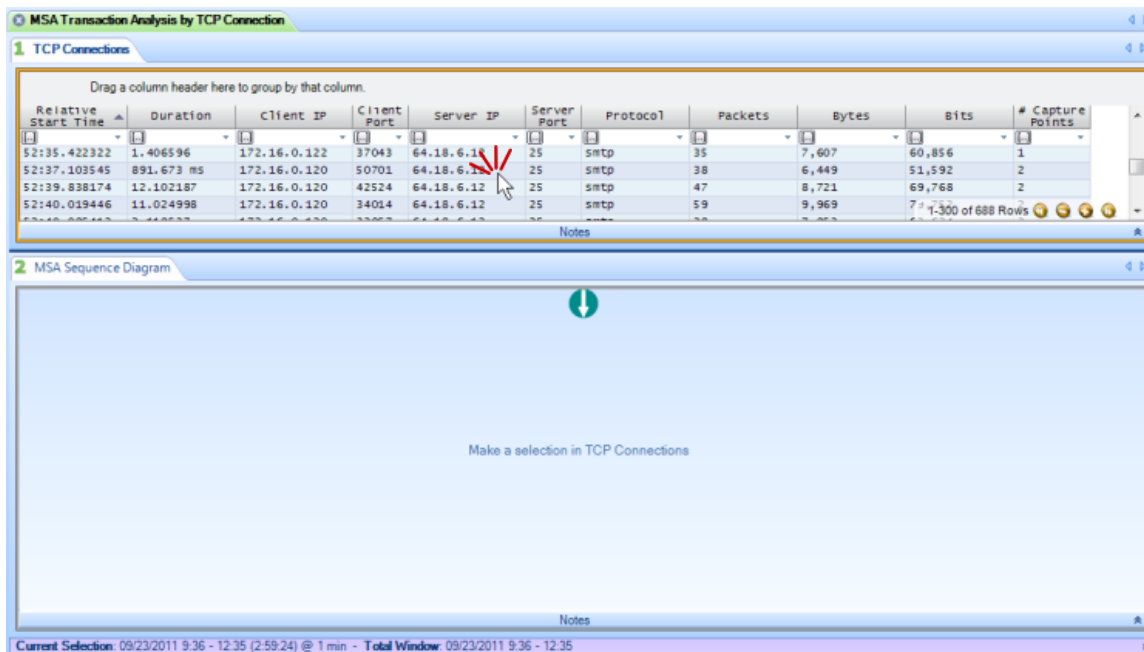 MSA Transaction Analysis by TCP Connection
1 TCP Connections
Drag a column header here to group by that column.
Relative Start Time Duration Client IP Client Port Server IP Server Port Protocol Packets Bytes Bits # Capture Points
52:35.422322 1.406596 172.16.0.122 37043 64.18.6.12 25 smtp 35 7,607 60,856 1
52:37.103545 891.673 ms 172.16.0.120 50701 64.18.6. 25 smtp 38 6,449 51,592 2
52:39.838174 12.102187 172.16.0.120 42524 64.18.6.12 25 smtp 47 8,721 69,768 2
52:40.019446 11.024998 172.16.0.120 34014 64.18.6.12 25 smtp 59 9,969
1-300 of 688 Rows
Notes
2 MSA Sequence Diagram
Make a selection in TCP Connections
Notes
Current Selection: 09/23/2011 9:36 - 12:35 (2:59:24) @ 1 min - Total Window: 09/23/2011 9:36 - 12:35